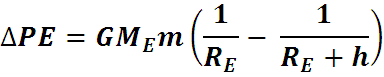 ΔPE = GM_E m (1/R_E − 1/(R_E + h))